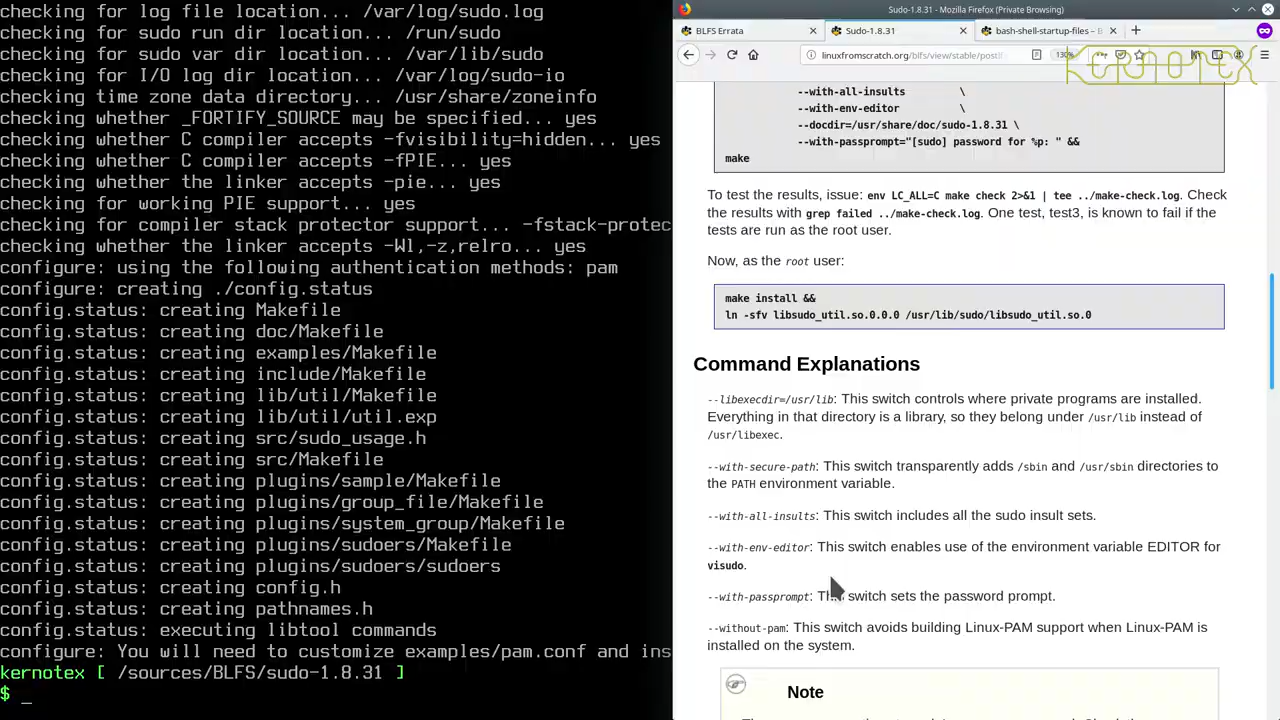 checking for log file location... /var/log/sudo.log
checking for sudo run dir location... /run/sudo
checking for sudo var dir location... /var/lib/sudo
checking for I/O log dir location... /var/log/sudo-io
checking time zone data directory... /usr/share/zoneinfo
checking whether _FORTIFY_SOURCE may be specified... yes
checking whether C compiler accepts -fvisibility=hidden... yes
checking whether C compiler accepts -fPIE... yes
checking whether the linker accepts -pie... yes
checking for working PIE support... yes
checking for compiler stack protector support... -fstack-protec
checking whether the linker accepts -Wl,-z,relro... yes
configure: using the following authentication methods: pam
configure: creating ./config.status
config.status: creating Makefile
config.status: creating doc/Makefile
config.status: creating examples/Makefile
config.status: creating include/Makefile
config.status: creating lib/util/Makefile
config.status: creating lib/util/util.exp
config.status: creating src/sudo_usage.h
config.status: creating src/Makefile
config.status: creating plugins/sample/Makefile
config.status: creating plugins/group_file/Makefile
config.status: creating plugins/system_group/Makefile
config.status: creating plugins/sudoers/Makefile
config.status: creating plugins/sudoers/sudoers
config.status: creating config.h
config.status: creating pathnames.h
config.status: executing libtool commands
configure: You will need to customize examples/pam.conf and ins
kernotex [ /sources/BLFS/sudo-1.8.31 ]
$ _
Sudo-1.8.31 - Mozilla Firefox (Private Browsing)
BLFS Errata
Sudo-1.8.31
bash-shell-startup-files – B
linuxfromscratch.org/blfs/view/stable/postl
130%
KERNOTEX
--with-all-insults \
--with-env-editor \
--docdir=/usr/share/doc/sudo-1.8.31 \
--with-passprompt="[sudo] password for %p: " &&
make
To test the results, issue: env LC_ALL=C make check 2>&1 | tee ../make-check.log. Check
the results with grep failed ../make-check.log. One test, test3, is known to fail if the
tests are run as the root user.
Now, as the root user:
make install &&
ln -sfv libsudo_util.so.0.0.0 /usr/lib/sudo/libsudo_util.so.0
Command Explanations
--libexecdir=/usr/lib: This switch controls where private programs are installed.
Everything in that directory is a library, so they belong under /usr/lib instead of
/usr/libexec.
--with-secure-path: This switch transparently adds /sbin and /usr/sbin directories to
the PATH environment variable.
--with-all-insults: This switch includes all the sudo insult sets.
--with-env-editor: This switch enables use of the environment variable EDITOR for
visudo.
--with-passprompt: This switch sets the password prompt.
--without-pam: This switch avoids building Linux-PAM support when Linux-PAM is
installed on the system.
Note